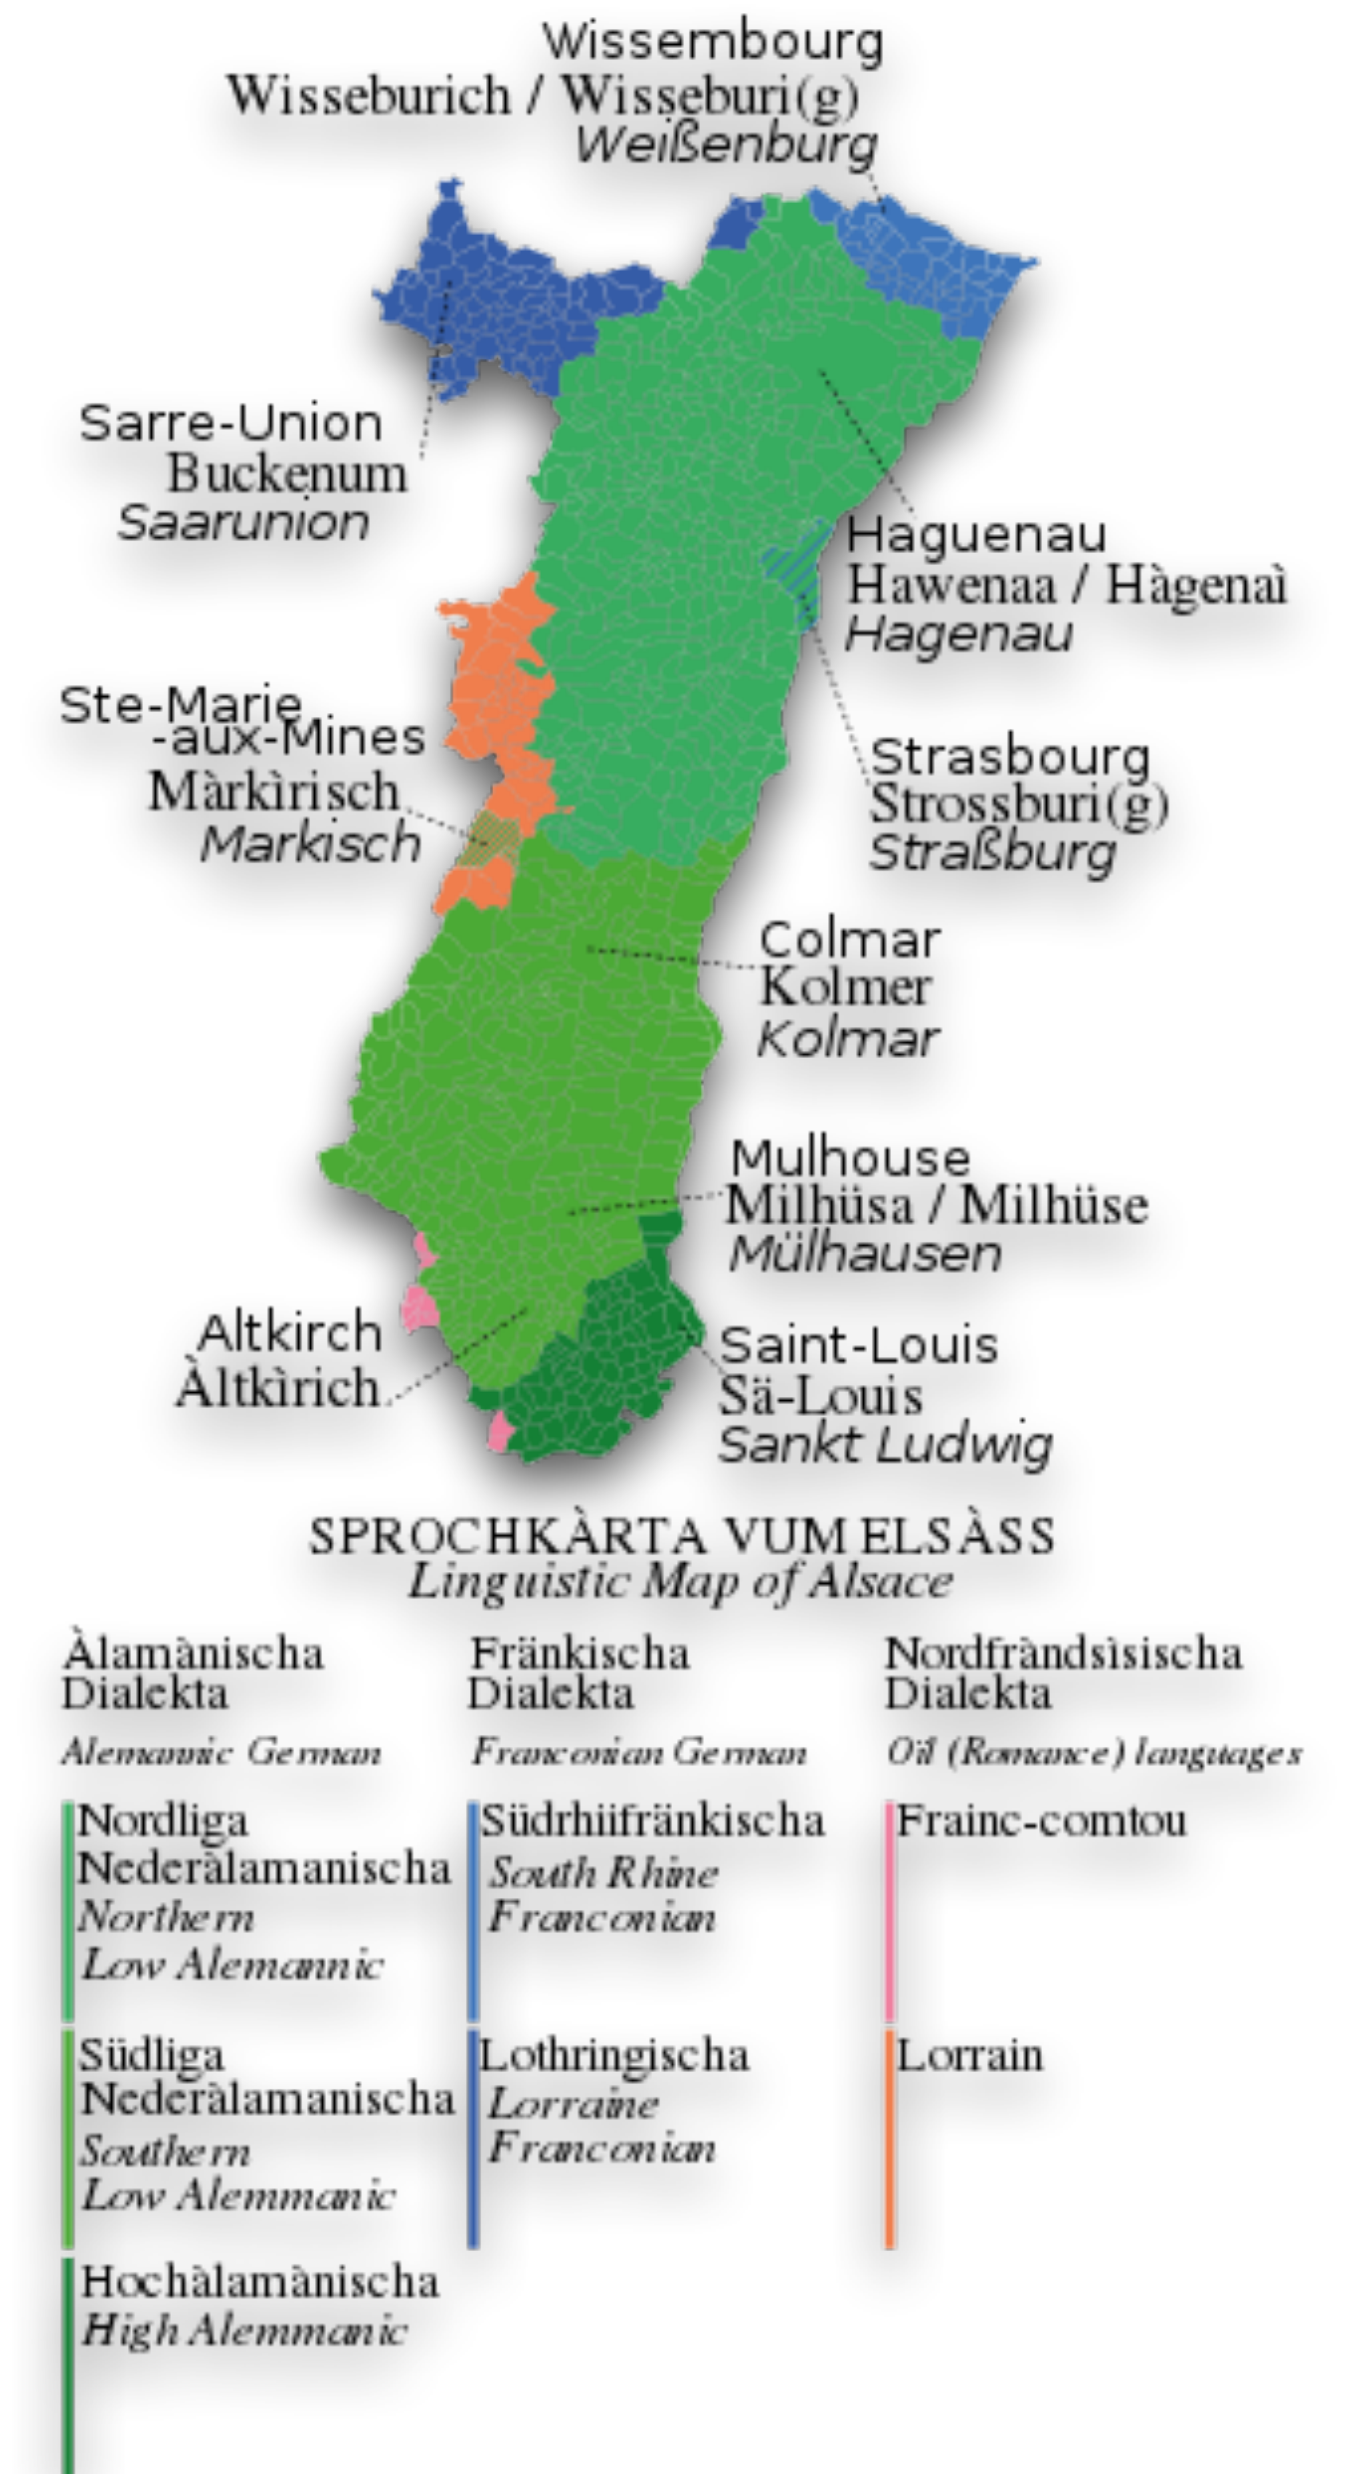 Wissembourg
Wisseburich / Wisseburi(g)
Weißenburg
Sarre-Union
Buckenum
Saarunion
Haguenau
Hawenaa / Hàgenaì
Hagenau
Ste-Marie
-aux-Mines
Màrkìrisch
Markisch
Strasbourg
Strossburi(g)
Straßburg
Colmar
Kolmer
Kolmar
Mulhouse
Milhüsa / Milhüse
Mülhausen
Altkirch
Àltkìrich
Saint-Louis
Sä-Louis
Sankt Ludwig
SPROCHKÀRTA VUM ELSÀSS
Linguistic Map of Alsace
Àlamànischa
Dialekta
Alemannic German
Nordliga
Nederàlamanischa
Northern
Low Alemannic
Südliga
Nederàlamanischa
Southern
Low Alemmanic
Hochàlamànischa
High Alemmanic
Fränkischa
Dialekta
Franconian German
Südrhiifränkischa
South Rhine
Franconian
Lothringischa
Lorraine
Franconian
Nordfràndsìsischa
Dialekta
Oïl (Romance) languages
Frainc-comtou
Lorrain